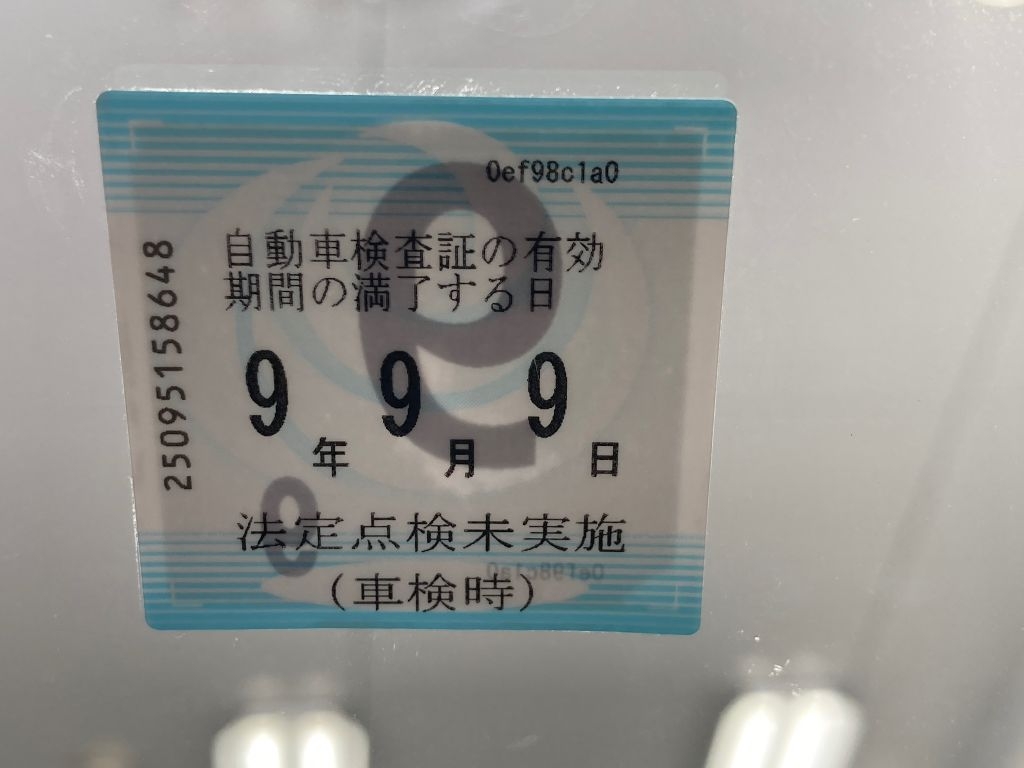 0ef98c1a0
自動車検査証の有効
期間の満了する日
9年 9月 9日
法定点検未実施
(車検時)
25095158648